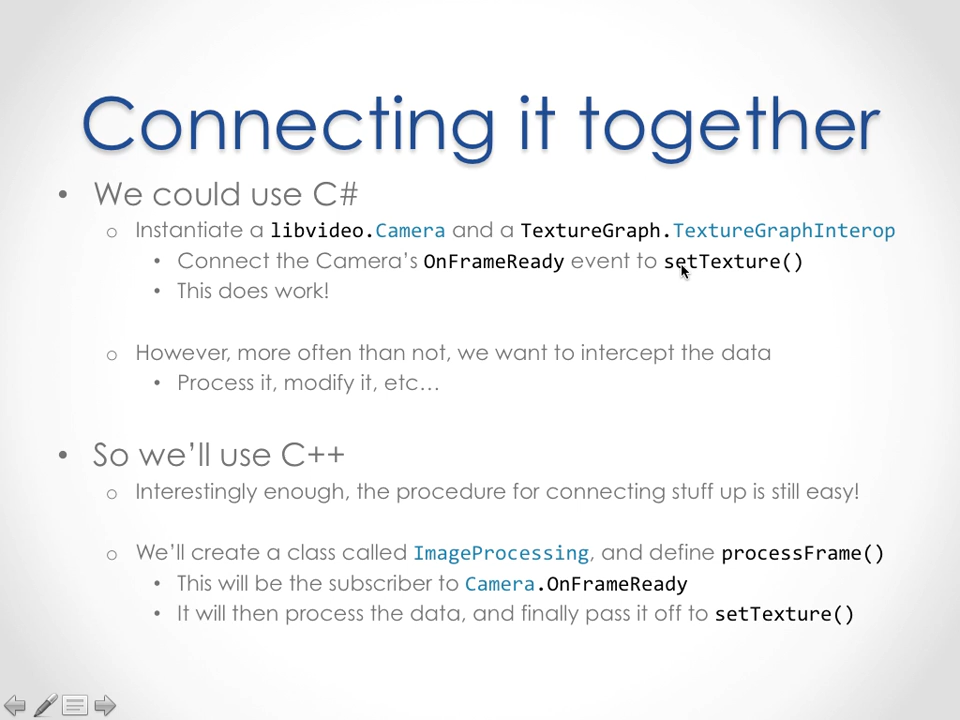 Connecting it together
• We could use C#
o Instantiate a libvideo.Camera and a TextureGraph.TextureGraphInterop
• Connect the Camera's OnFrameReady event to setTexture()
• This does work!
o However, more often than not, we want to intercept the data
• Process it, modify it, etc…
• So we'll use C++
o Interestingly enough, the procedure for connecting stuff up is still easy!
o We'll create a class called ImageProcessing, and define processFrame()
• This will be the subscriber to Camera.OnFrameReady
• It will then process the data, and finally pass it off to setTexture()